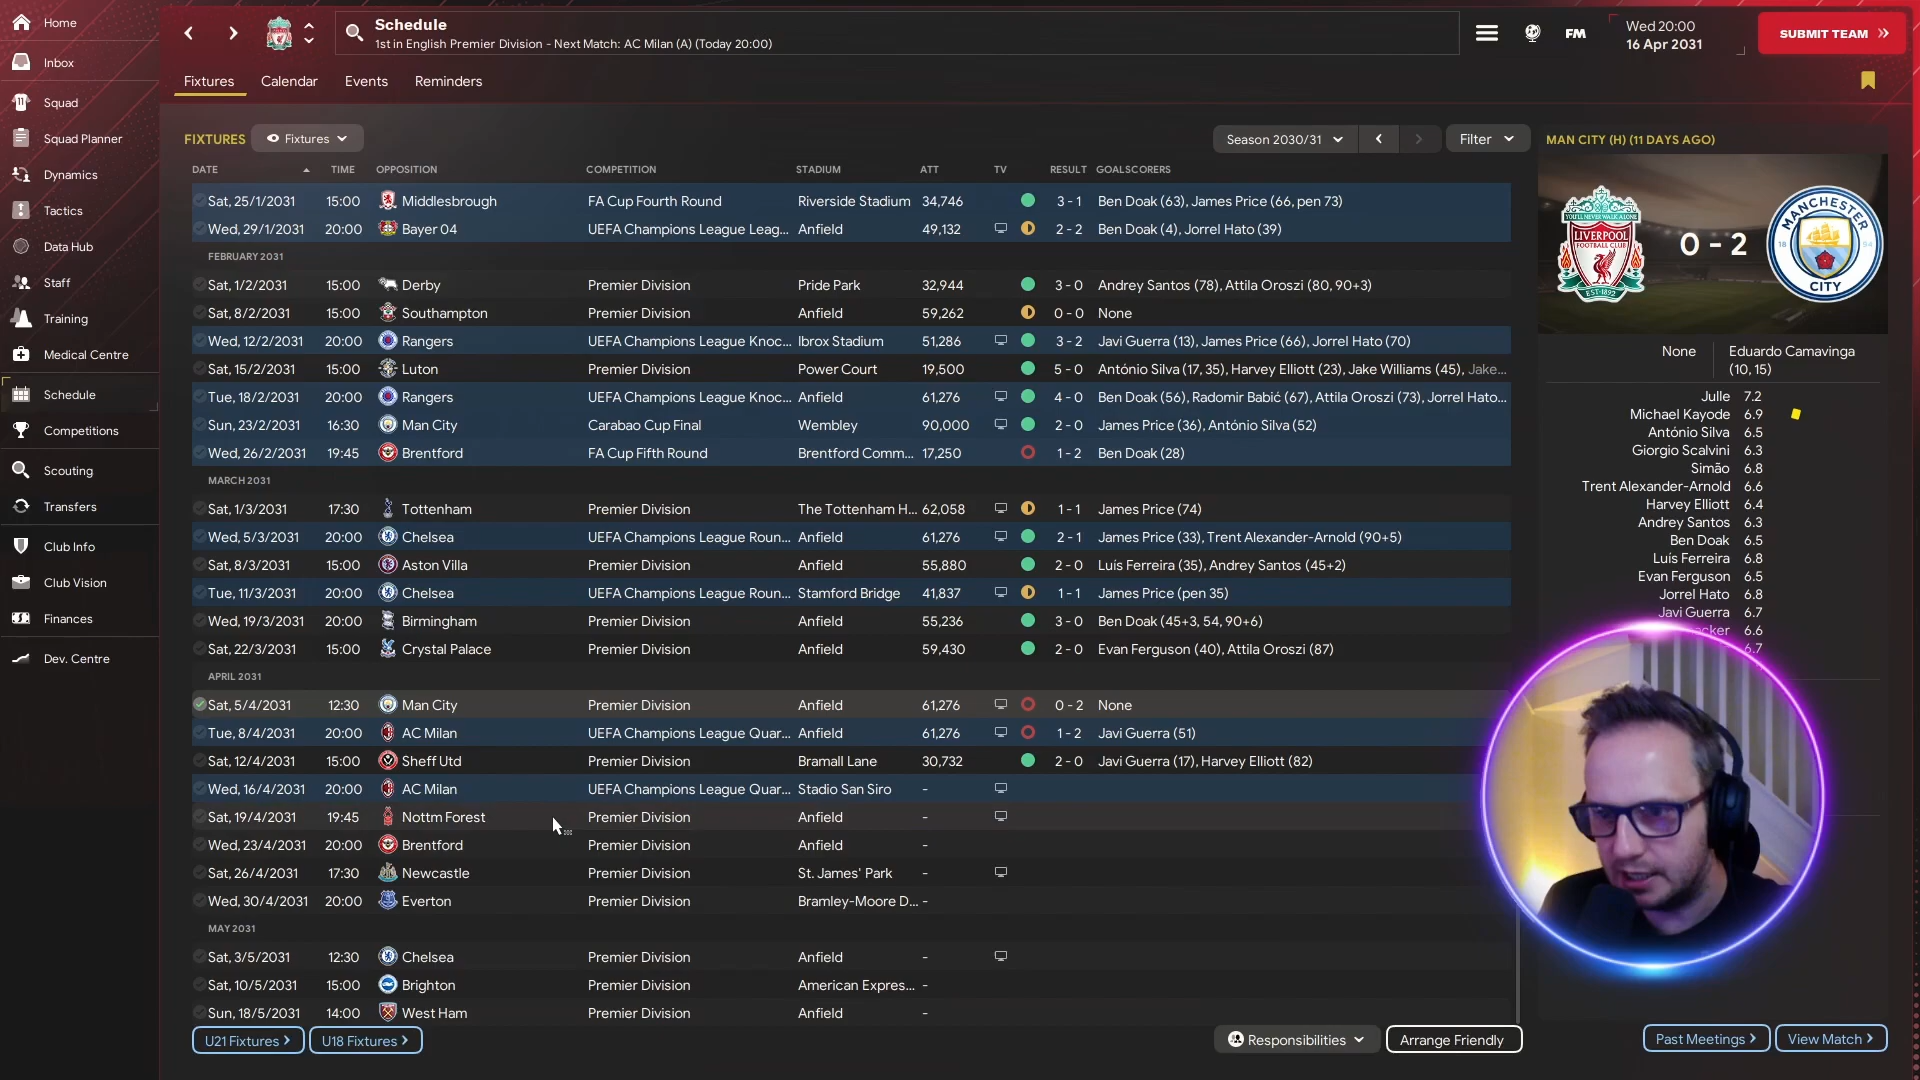 Home
Inbox
Squad
Squad Planner
Dynamics
Tactics
Data Hub
Staff
Training
Medical Centre
Schedule
Competitions
Scouting
Transfers
Club Info
Club Vision
Finances
Dev. Centre
Schedule
1st in English Premier Division - Next Match: AC Milan (A) (Today 20:00)
FM
Wed 20:00
16 Apr 2031
SUBMIT TEAM
Fixtures Calendar Events Reminders
FIXTURES Fixtures Season 2030/31 Filter
DATE TIME OPPOSITION COMPETITION STADIUM ATT TV RESULT GOALSCORERS
Sat, 25/1/2031 15:00 Middlesbrough FA Cup Fourth Round Riverside Stadium 34,746 3 - 1 Ben Doak (63), James Price (66, pen 73)
Wed, 29/1/2031 20:00 Bayer 04 UEFA Champions League Leag... Anfield 49,132 2 - 2 Ben Doak (4), Jorrel Hato (39)
FEBRUARY 2031
Sat, 1/2/2031 15:00 Derby Premier Division Pride Park 32,944 3 - 0 Andrey Santos (78), Attila Oroszi (80, 90+3)
Sat, 8/2/2031 15:00 Southampton Premier Division Anfield 59,262 0 - 0 None
Wed, 12/2/2031 20:00 Rangers UEFA Champions League Knoc... Ibrox Stadium 51,286 3 - 2 Javi Guerra (13), James Price (66), Jorrel Hato (70)
Sat, 15/2/2031 15:00 Luton Premier Division Power Court 19,500 5 - 0 António Silva (17, 35), Harvey Elliott (23), Jake Williams (45), Jake...
Tue, 18/2/2031 20:00 Rangers UEFA Champions League Knoc... Anfield 61,276 4 - 0 Ben Doak (56), Radomir Babić (67), Attila Oroszi (73), Jorrel Hato...
Sun, 23/2/2031 16:30 Man City Carabao Cup Final Wembley 90,000 2 - 0 James Price (36), António Silva (52)
Wed, 26/2/2031 19:45 Brentford FA Cup Fifth Round Brentford Comm... 17,250 1 - 2 Ben Doak (28)
MARCH 2031
Sat, 1/3/2031 17:30 Tottenham Premier Division The Tottenham H... 62,058 1 - 1 James Price (74)
Wed, 5/3/2031 20:00 Chelsea UEFA Champions League Roun... Anfield 61,276 2 - 1 James Price (33), Trent Alexander-Arnold (90+5)
Sat, 8/3/2031 15:00 Aston Villa Premier Division Anfield 55,880 2 - 0 Luís Ferreira (35), Andrey Santos (45+2)
Tue, 11/3/2031 20:00 Chelsea UEFA Champions League Roun... Stamford Bridge 41,837 1 - 1 James Price (pen 35)
Wed, 19/3/2031 20:00 Birmingham Premier Division Anfield 55,236 3 - 0 Ben Doak (45+3, 54, 90+6)
Sat, 22/3/2031 15:00 Crystal Palace Premier Division Anfield 59,430 2 - 0 Evan Ferguson (40), Attila Oroszi (87)
APRIL 2031
Sat, 5/4/2031 12:30 Man City Premier Division Anfield 61,276 0 - 2 None
Tue, 8/4/2031 20:00 AC Milan UEFA Champions League Quar... Anfield 61,276 1 - 2 Javi Guerra (51)
Sat, 12/4/2031 15:00 Sheff Utd Premier Division Bramall Lane 30,732 2 - 0 Javi Guerra (17), Harvey Elliott (82)
Wed, 16/4/2031 20:00 AC Milan UEFA Champions League Quar... Stadio San Siro -
Sat, 19/4/2031 19:45 Nottm Forest Premier Division Anfield -
Wed, 23/4/2031 20:00 Brentford Premier Division Anfield -
Sat, 26/4/2031 17:30 Newcastle Premier Division St. James' Park -
Wed, 30/4/2031 20:00 Everton Premier Division Bramley-Moore D... -
MAY 2031
Sat, 3/5/2031 12:30 Chelsea Premier Division Anfield -
Sat, 10/5/2031 15:00 Brighton Premier Division American Expres... -
Sun, 18/5/2031 14:00 West Ham Premier Division Anfield -
U21 Fixtures U18 Fixtures Responsibilities Arrange Friendly
MAN CITY (H) (11 DAYS AGO)
YOU'LL NEVER WALK ALONE
LIVERPOOL
FOOTBALL CLUB
EST·1892
0 - 2
MANCHESTER
18 94
CITY
None Eduardo Camavinga
(10, 15)
Julle 7.2
Michael Kayode 6.9
António Silva 6.5
Giorgio Scalvini 6.3
Simão 6.8
Trent Alexander-Arnold 6.6
Harvey Elliott 6.4
Andrey Santos 6.3
Ben Doak 6.5
Luís Ferreira 6.8
Evan Ferguson 6.5
Jorrel Hato 6.8
Javi Guerra 6.7
6.6
6.7
Past Meetings View Match